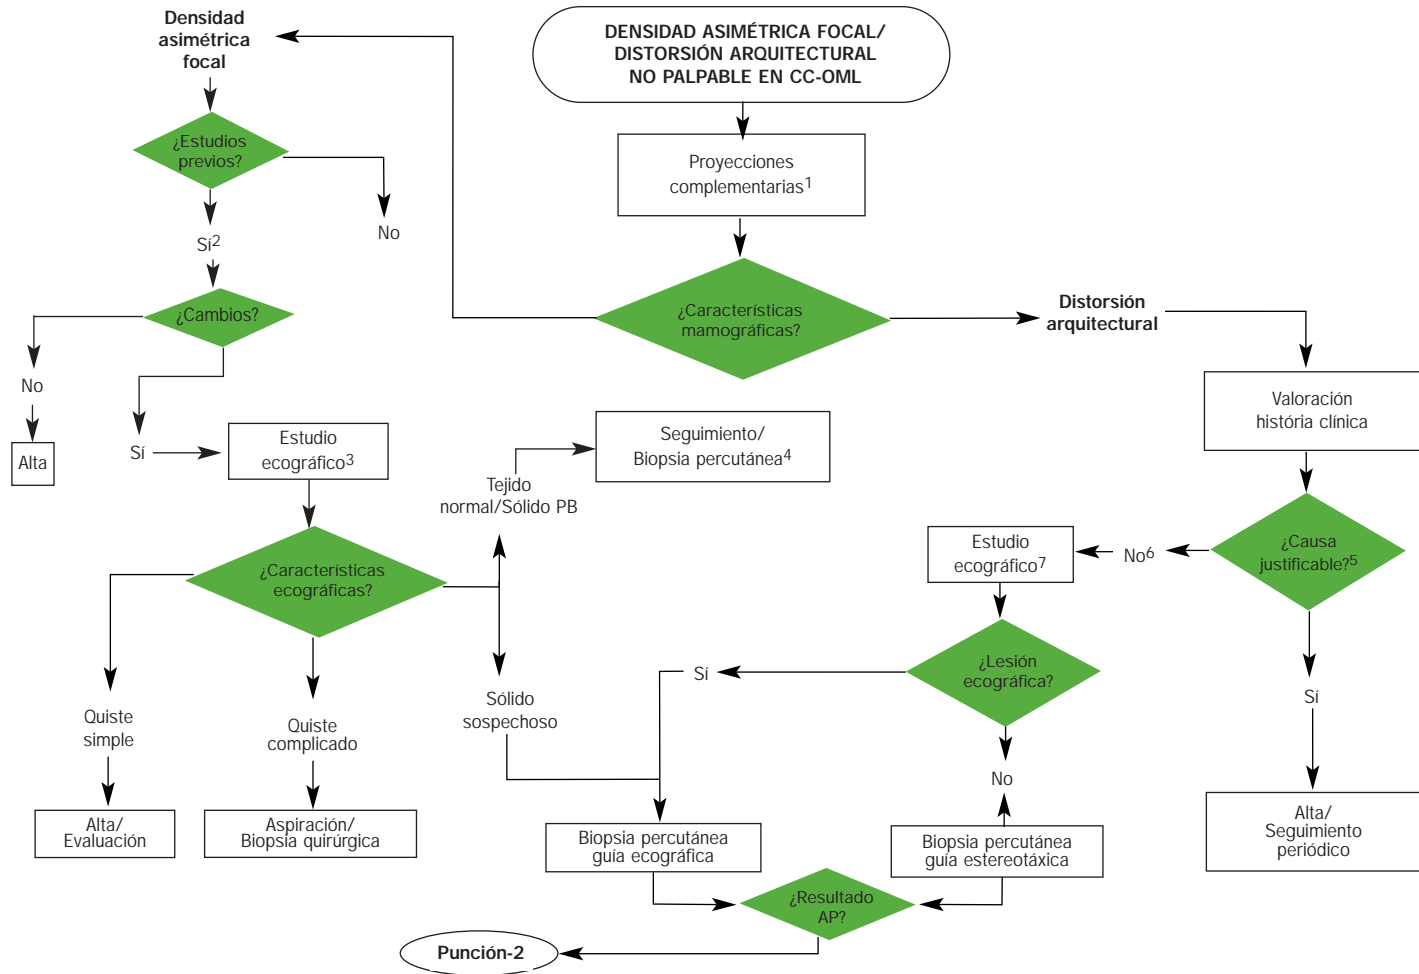 DENSIDAD ASIMÉTRICA FOCAL/
DISTORSIÓN ARQUITECTURAL
NO PALPABLE EN CC-OML
Densidad
asimétrica
focal
¿Estudios
previos?
No
Sí2
¿Cambios?
No
Alta
Sí
Estudio
ecográfico3
¿Características
ecográficas?
Quiste
simple
Alta/
Evaluación
Quiste
complicado
Aspiración/
Biopsia quirúrgica
Tejido
normal/Sólido PB
Seguimiento/
Biopsia percutánea4
Sólido
sospechoso
Proyecciones
complementarias1
¿Características
mamográficas?
Distorsión
arquitectural
Valoración
história clínica
¿Causa
justificable?5
No6
Estudio
ecográfico7
¿Lesión
ecográfica?
Sí
No
Sí
Alta/
Seguimiento
periódico
Biopsia percutánea
guía ecográfica
Biopsia percutánea
guía estereotáxica
¿Resultado
AP?
Punción-2